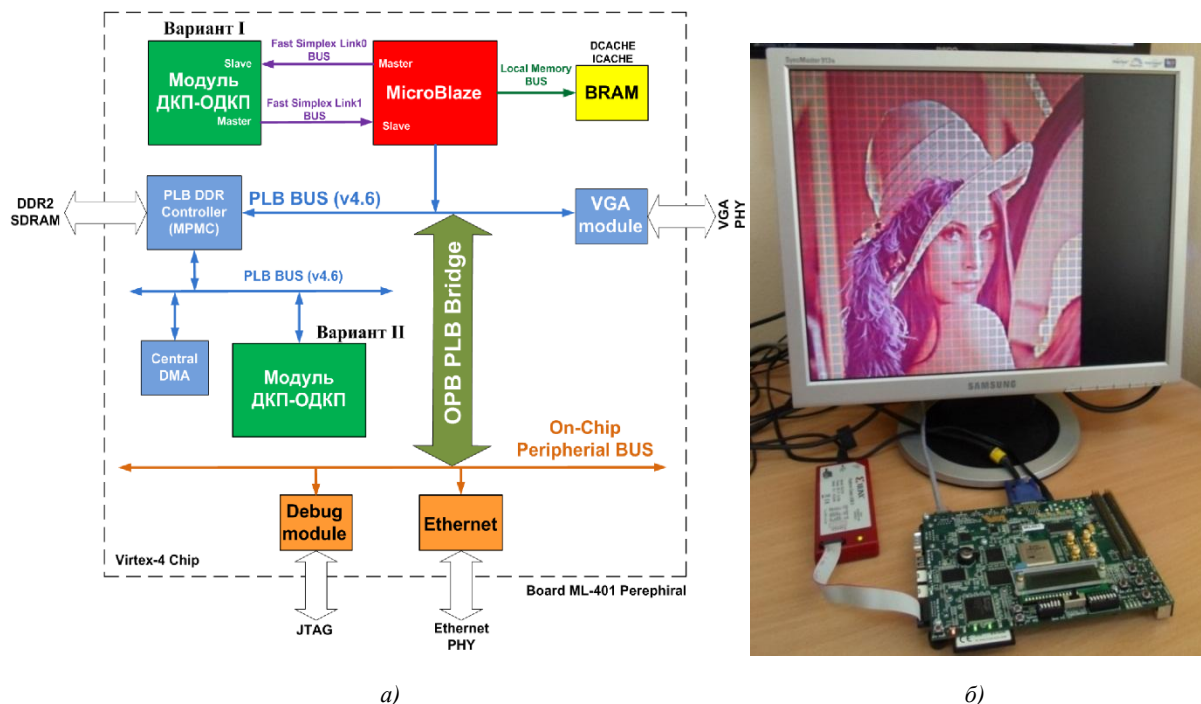 Вариант I
Модуль
ДКП-ОДКП
Slave
Master
Fast Simplex Link0
BUS
Fast Simplex Link1
BUS
Master
MicroBlaze
Slave
Local Memory
BUS
DCACHE
ICACHE
BRAM
DDR2
SDRAM
PLB DDR
Controller
(MPMC)
PLB BUS (v4.6)
VGA
module
VGA
PHY
PLB BUS (v4.6)
Central
DMA
Вариант II
Модуль
ДКП-ОДКП
OPB PLB Bridge
On-Chip
Peripherial BUS
Debug
module
Ethernet
Virtex-4 Chip
Board ML-401 Perephiral
JTAG
Ethernet
PHY
SyncMaster
SAMSUNG
XILINX
а)
б)